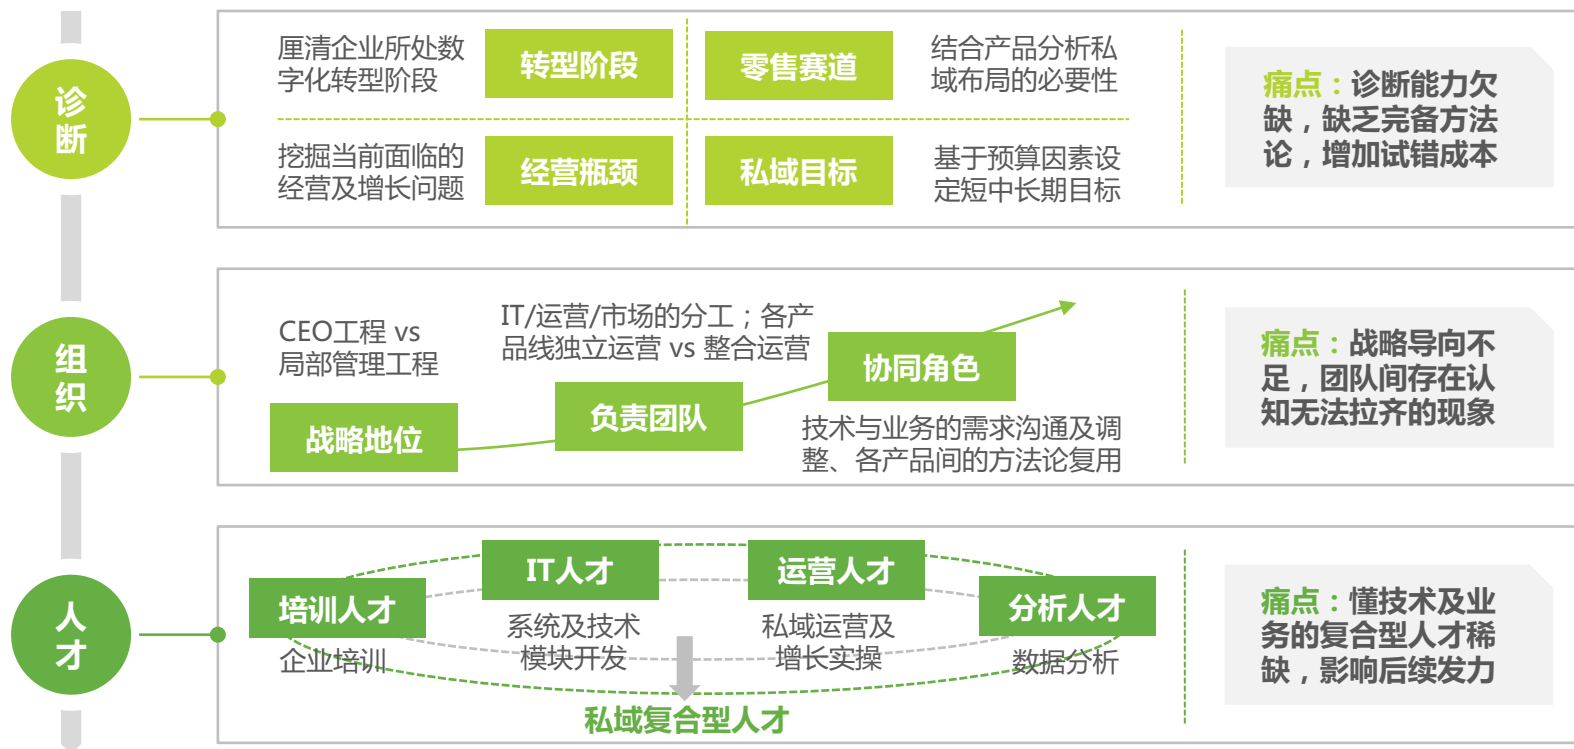 诊
断
厘清企业所处数
字化转型阶段
转型阶段
零售赛道
结合产品分析私
域布局的必要性
挖掘当前面临的
经营及增长问题
经营瓶颈
私域目标
基于预算因素设
定短中长期目标
痛点：诊断能力欠
缺，缺乏完备方法
论，增加试错成本
组
织
CEO工程 vs
局部管理工程
战略地位
IT/运营/市场的分工；各产
品线独立运营 vs 整合运营
负责团队
协同角色
技术与业务的需求沟通及调
整、各产品间的方法论复用
痛点：战略导向不
足，团队间存在认
知无法拉齐的现象
人
才
培训人才
企业培训
IT人才
系统及技术
模块开发
运营人才
私域运营及
增长实操
分析人才
数据分析
私域复合型人才
痛点：懂技术及业
务的复合型人才稀
缺，影响后续发力